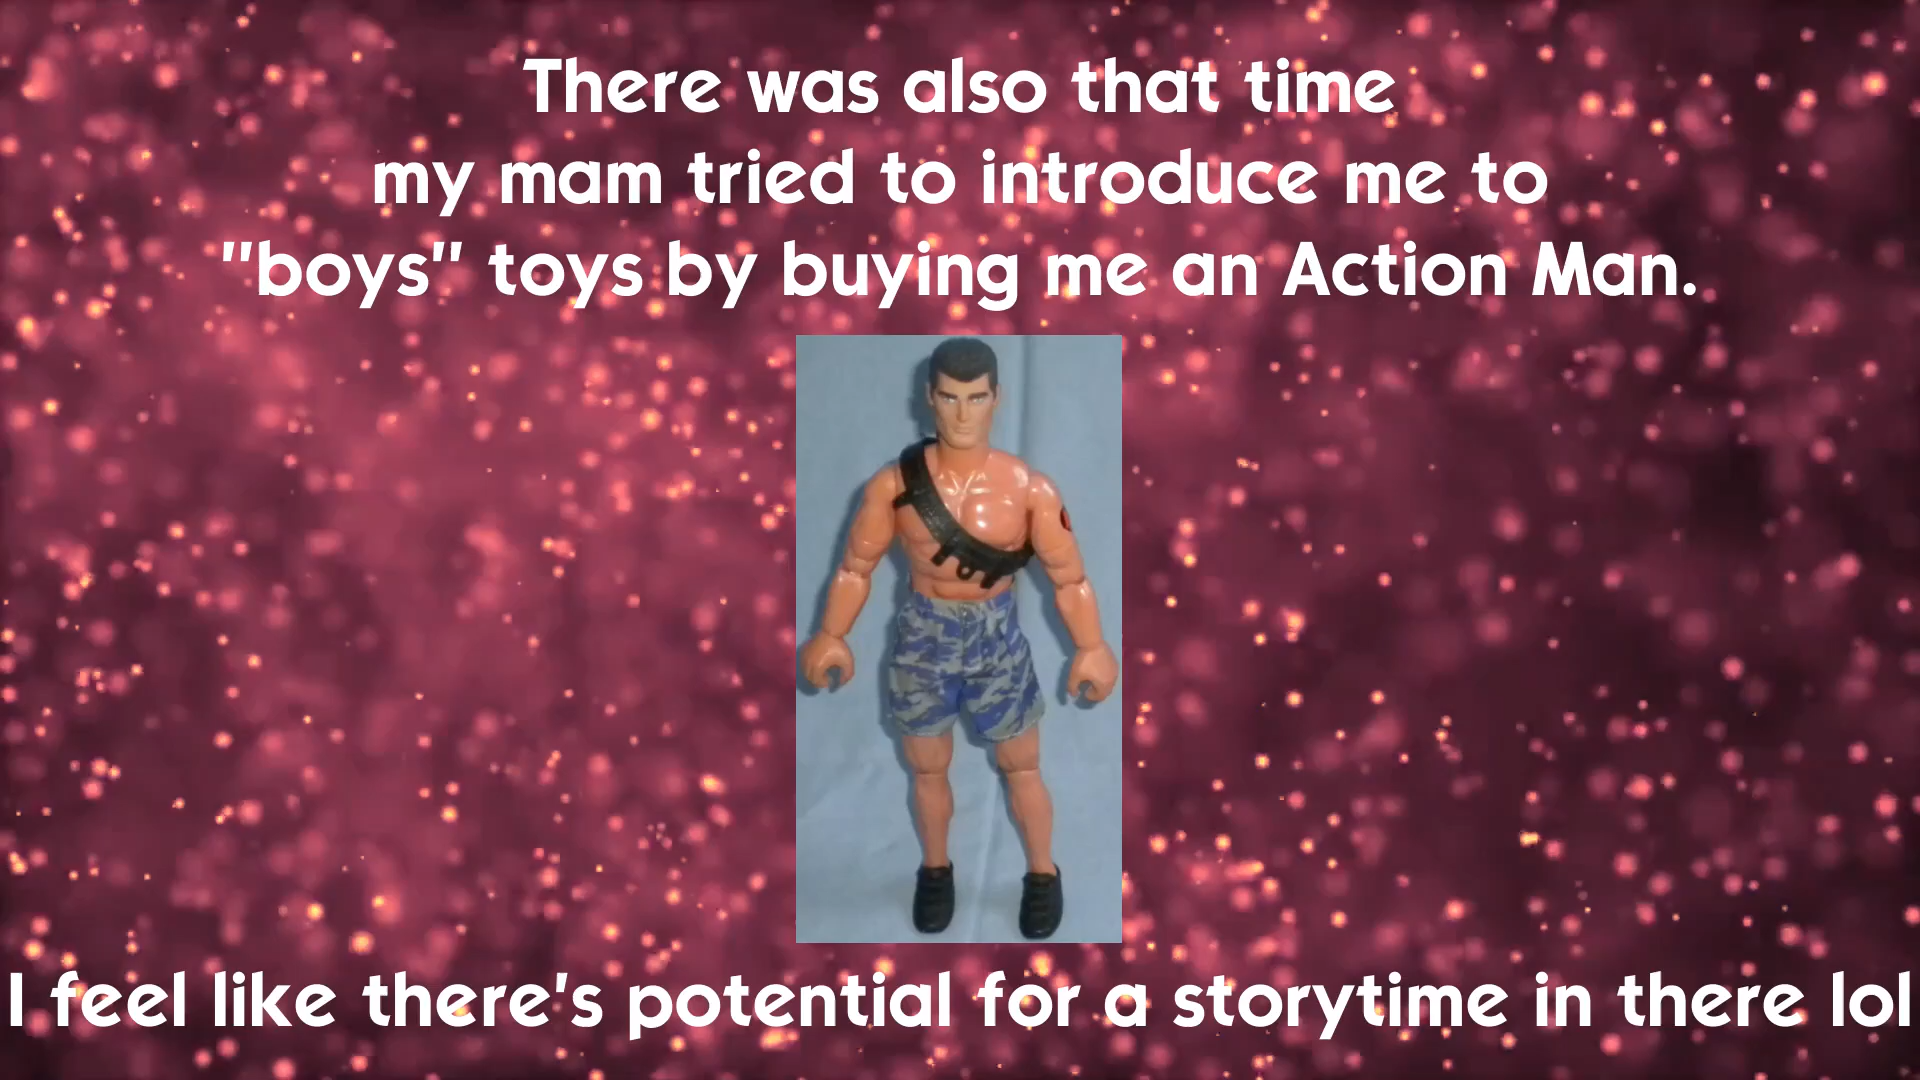 There was also that time
my mam tried to introduce me to
"boys" toys by buying me an Action Man.
I feel like there's potential for a storytime in there lol